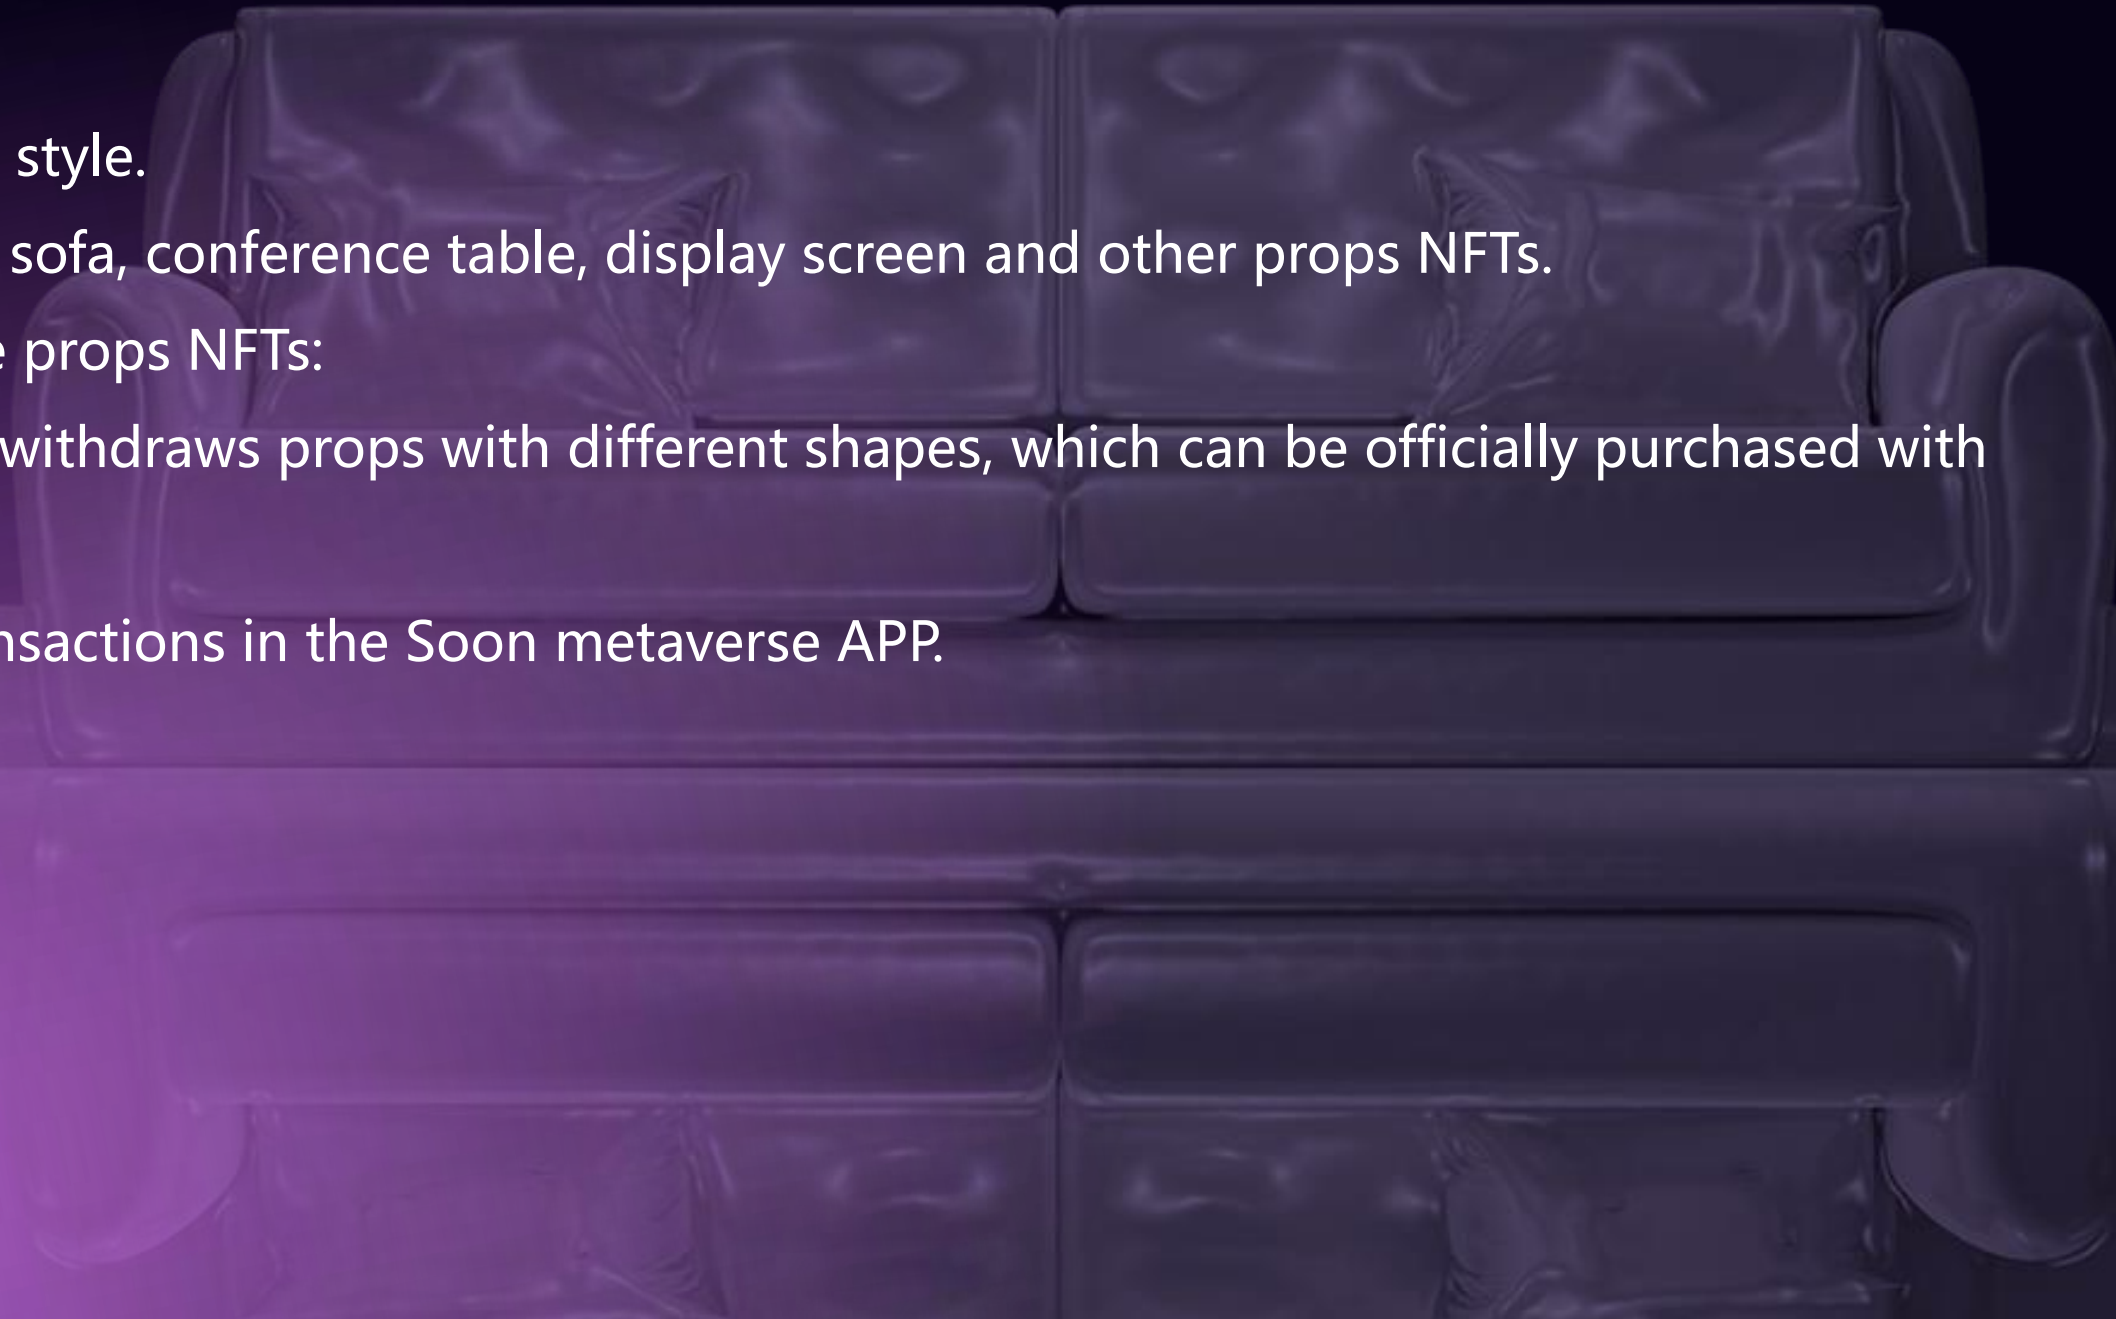 style.
sofa, conference table, display screen and other props NFTs.
props NFTs:
withdraws props with different shapes, which can be officially purchased with
in the Soon metaverse APP.